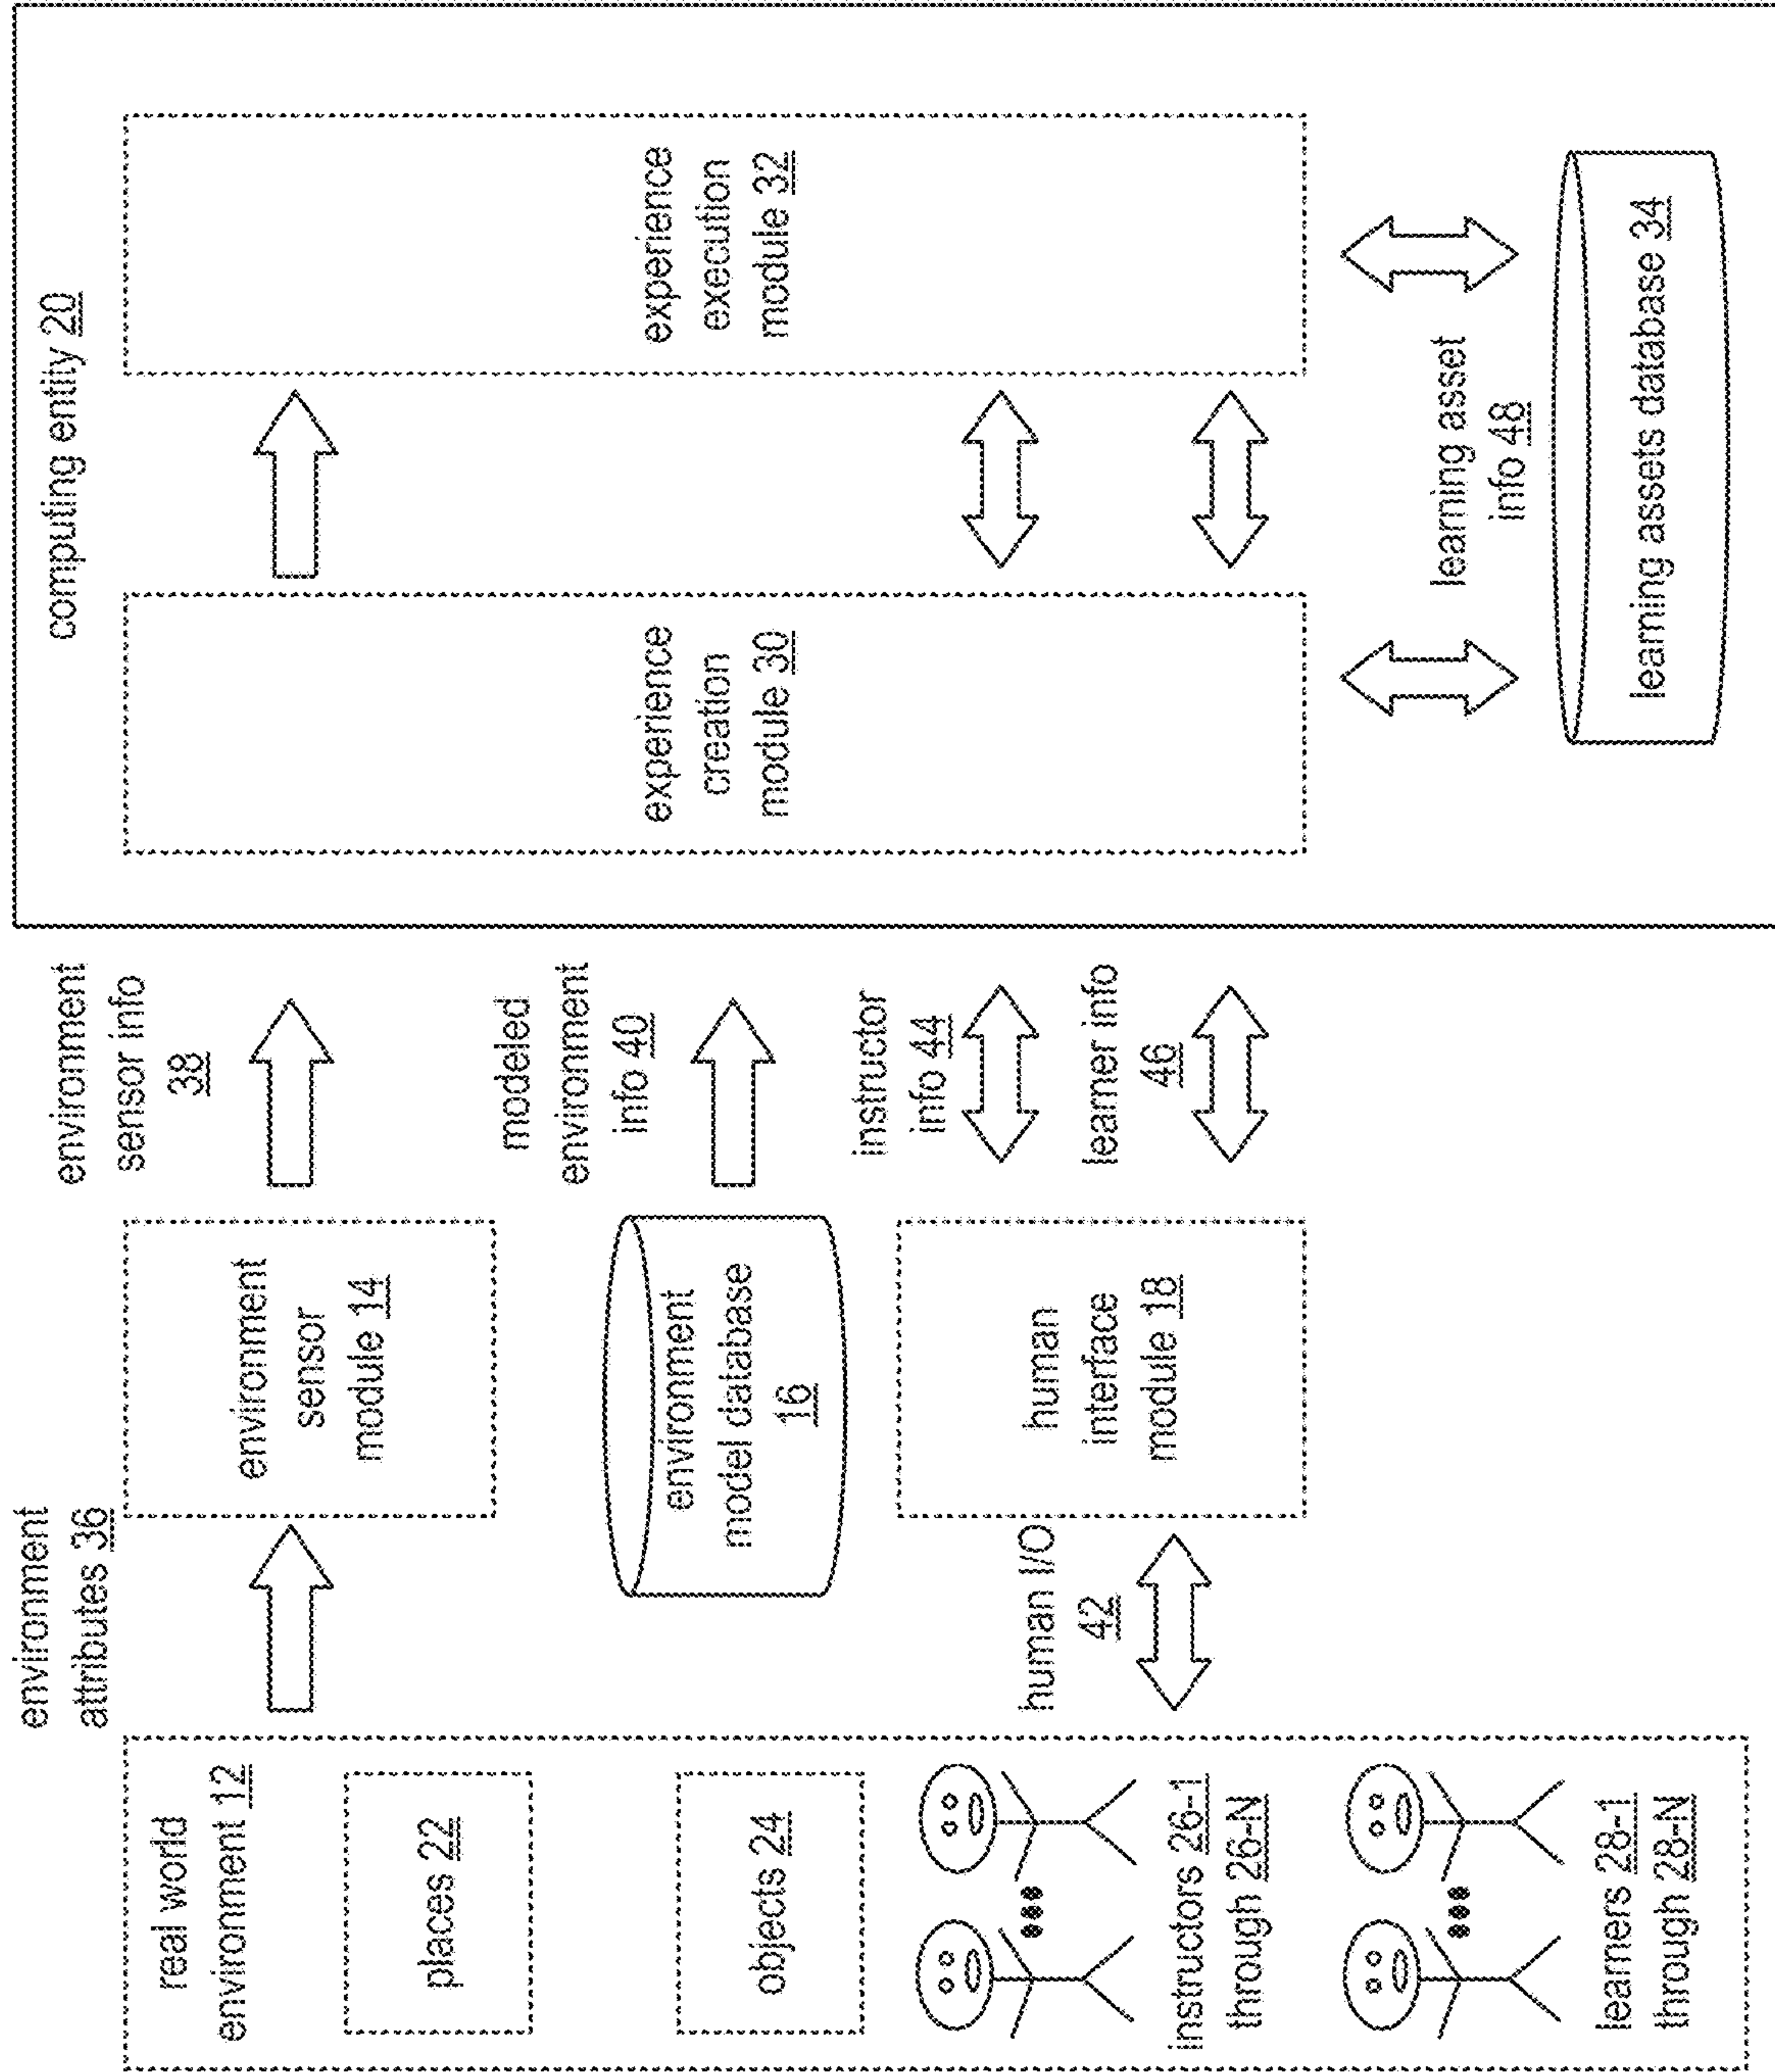 environment
attributes 36
real world
environment 12
places 22
objects 24
instructors 26-1
through 26-N
learners 28-1
through 28-N
environment
sensor
module 14
environment
model database
16
human I/O
42
human
interface
module 18
environment
sensor info
38
modeled
environment
info 40
instructor
info 44
learner info
46
computing entity 20
experience
creation
module 30
experience
execution
module 32
learning asset
info 48
learning assets database 34